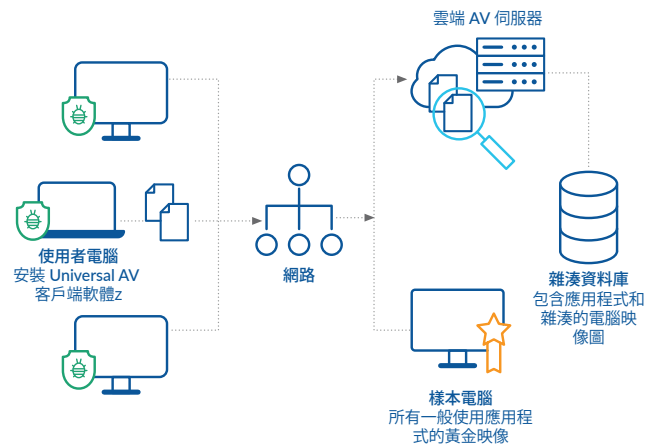 雲端 AV 伺服器
使用者電腦
安裝 Universal AV
客戶端軟體z
網路
雜湊資料庫
包含應用程式和
雜湊的電腦映
像圖
樣本電腦
所有一般使用應用程
式的黃金映像